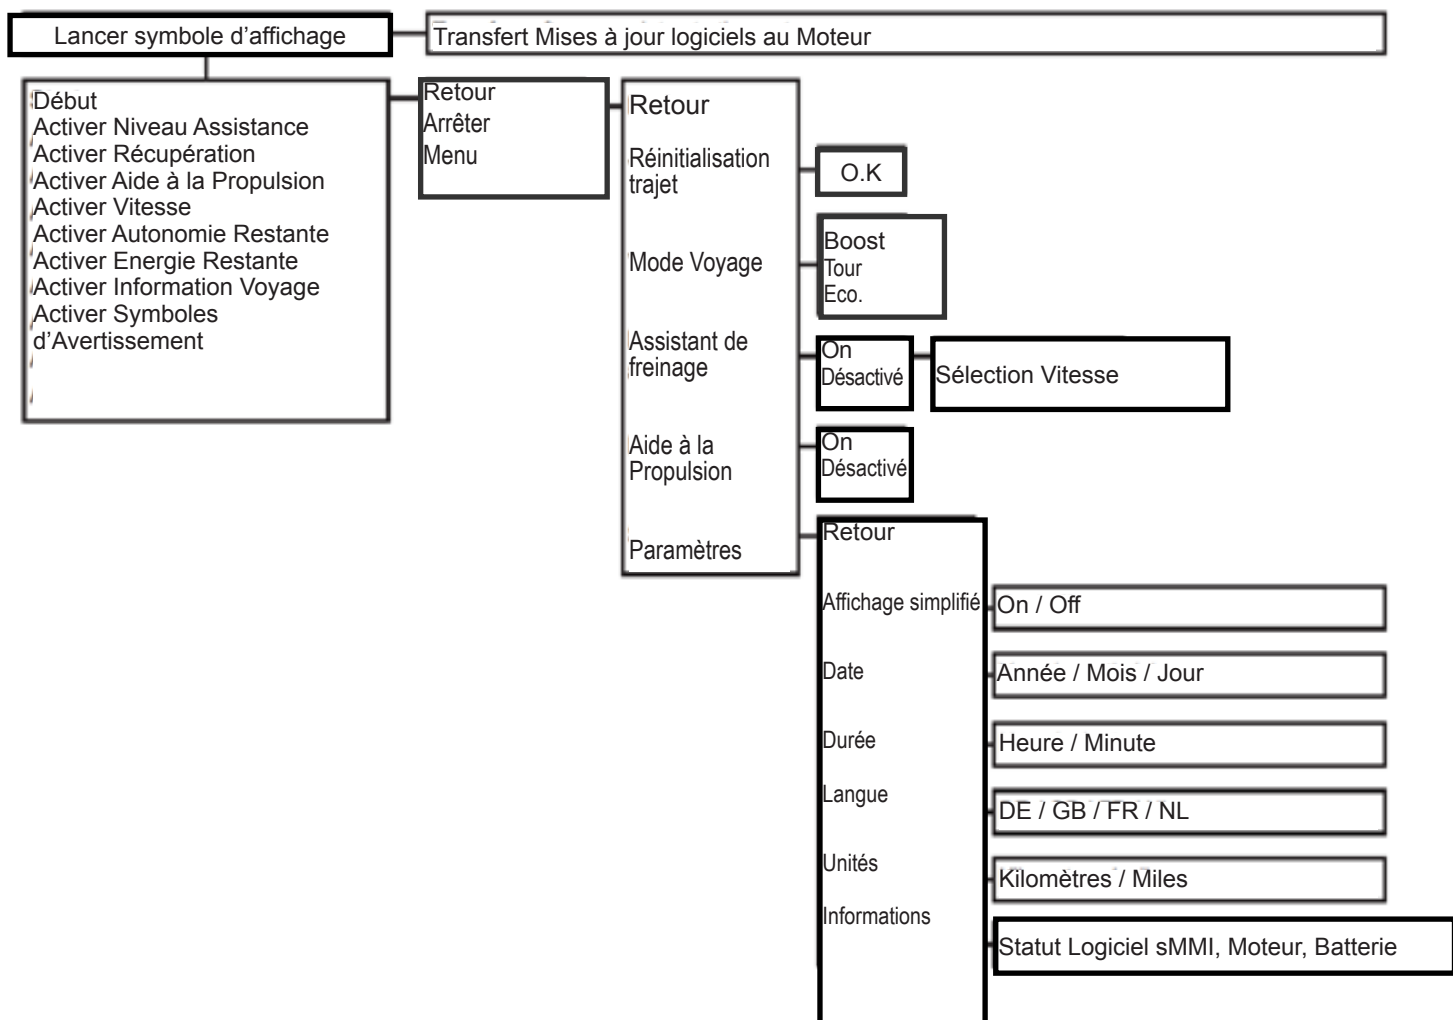 Lancer symbole d’affichage
Transfert Mises à jour logiciels au Moteur
Début
Activer Niveau Assistance
Activer Récupération
Activer Aide à la Propulsion
Activer Vitesse
Activer Autonomie Restante
Activer Energie Restante
Activer Information Voyage
Activer Symboles
d’Avertissement
Retour
Arrêter
Menu
Retour
Réinitialisation
trajet
O.K
Mode Voyage
Boost
Tour
Eco.
Assistant de
freinage
On
Désactivé
Sélection Vitesse
Aide à la
Propulsion
On
Désactivé
Paramètres
Retour
Affichage simplifié
On / Off
Date
Année / Mois / Jour
Durée
Heure / Minute
Langue
DE / GB / FR / NL
Unités
Kilomètres / Miles
Informations
Statut Logiciel sMMI, Moteur, Batterie